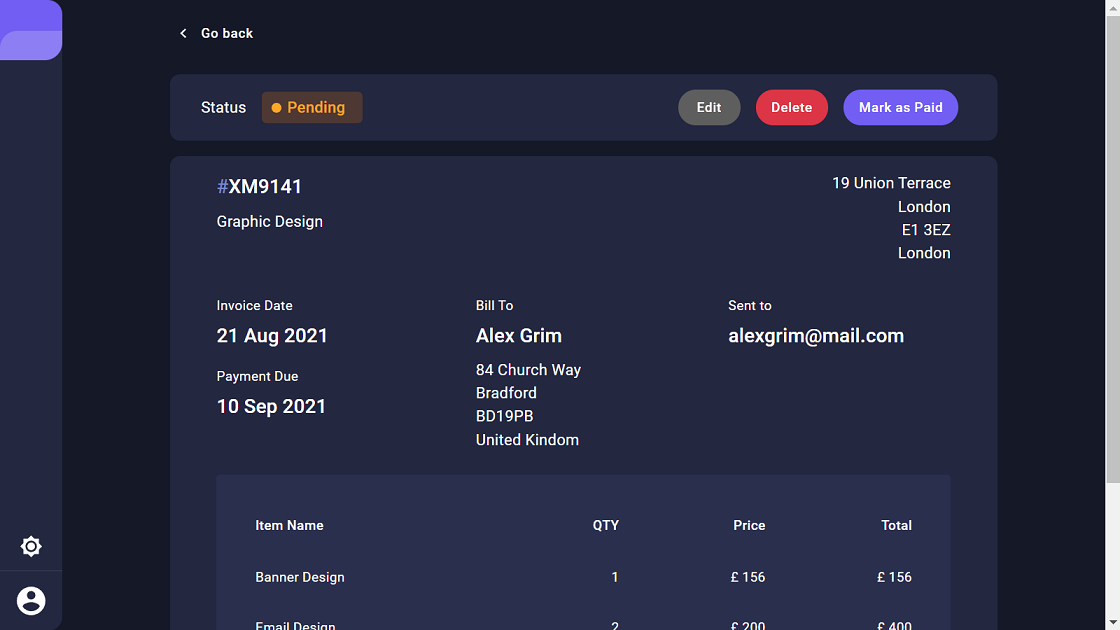 Go back
Status Pending Edit Delete Mark as Paid
#XM9141
Graphic Design
19 Union Terrace
London
E1 3EZ
London
Invoice Date
21 Aug 2021
Payment Due
10 Sep 2021
Bill To
Alex Grim
84 Church Way
Bradford
BD19PB
United Kindom
Sent to
alexgrim@mail.com
Item Name QTY Price Total
Banner Design 1 £ 156 £ 156
Email Design 2 £ 200 £ 400